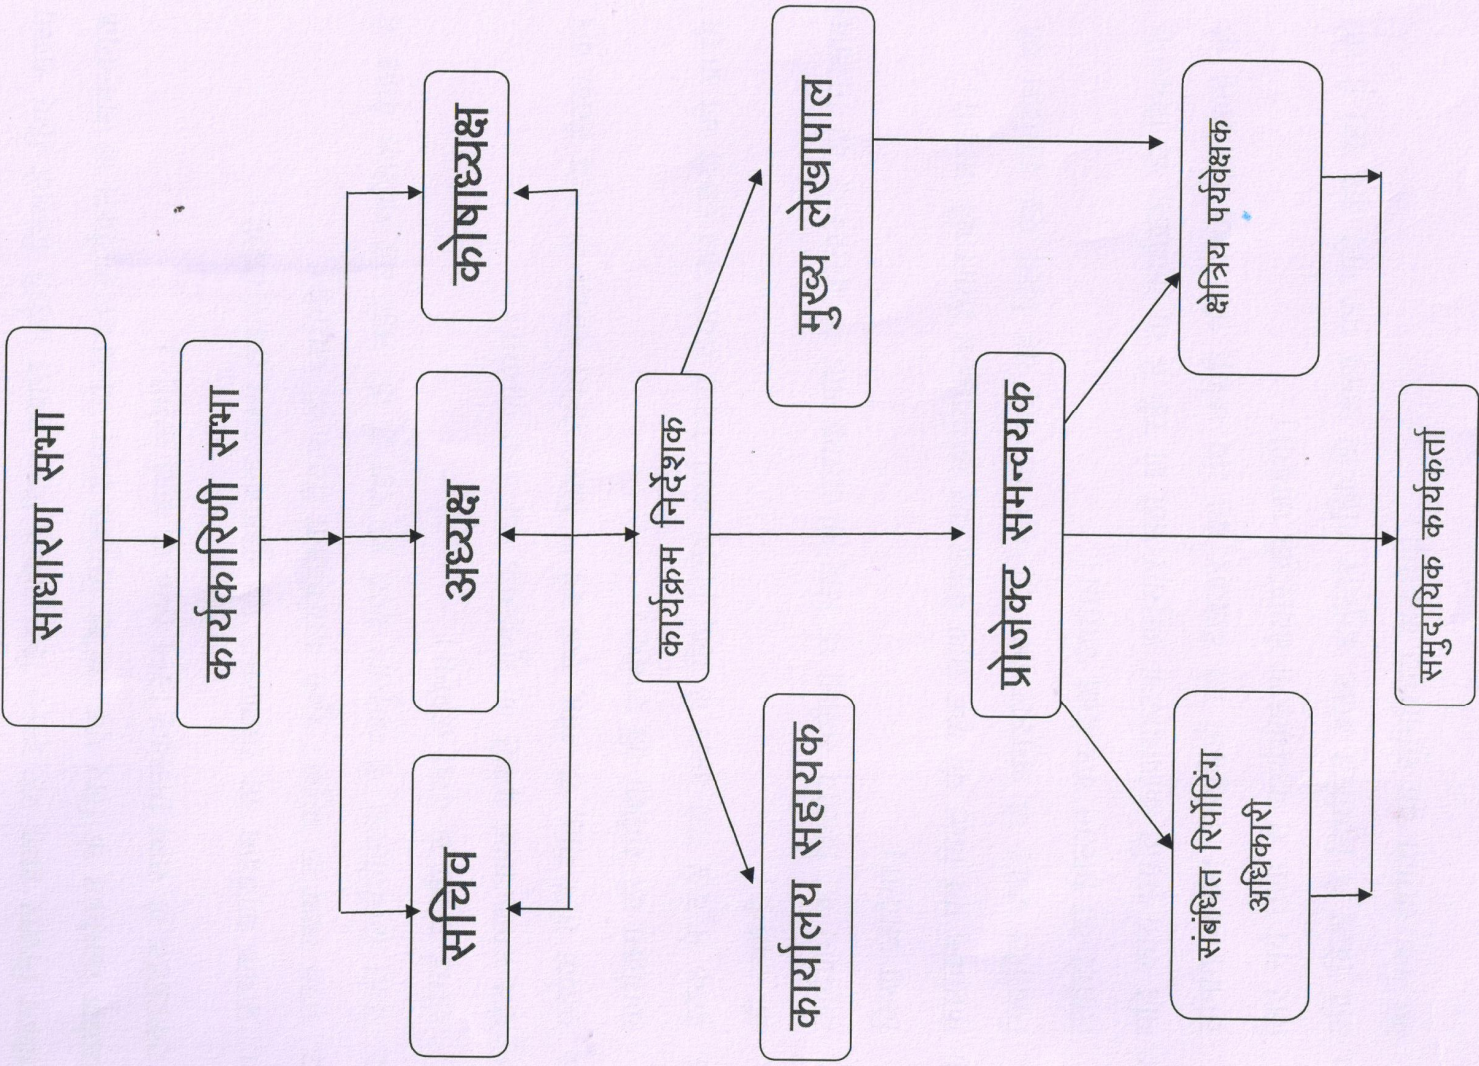 साधारण सभा
कार्यकारिणी सभा
सचिव
अध्यक्ष
कोषाध्यक्ष
कार्यक्रम निर्देशक
कार्यालय सहायक
मुख्य लेखापाल
प्रोजेक्ट समन्वयक
संबंधित रिर्पोटिंग
अधिकारी
क्षेत्रिय पर्यवेक्षक
समुदायिक कार्यकर्ता